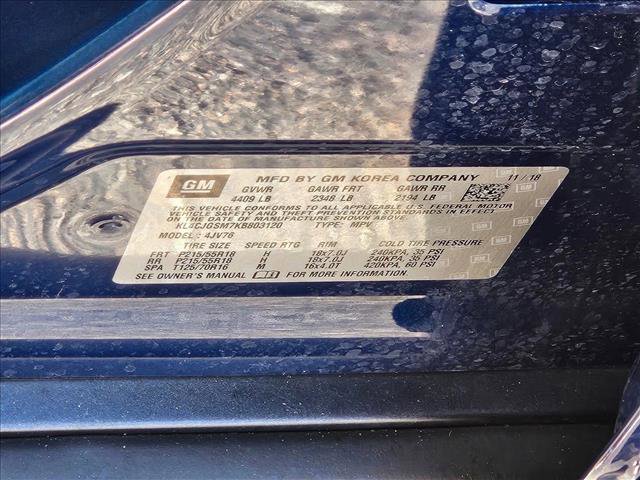 GM MFD BY GM KOREA COMPANY 11/18
GVWR GAWR FRT GAWR RR
4409 LB 2348 LB 2194 LB
THIS VEHICLE CONFORMS TO ALL APPLICABLE U.S. FEDERAL MOTOR
VEHICLE SAFETY AND THEFT PREVENTION STANDARDS IN EFFECT
ON THE DATE OF MANUFACTURE SHOWN ABOVE.
KL4CJGSM7KB803120 TYPE: MPV
MODEL: 4JV76
TIRE SIZE SPEED RTG RIM COLD TIRE PRESSURE
FRT P215/55R18 H 18x7.0J 240KPA, 35 PSI
RR P215/55R18 H 18x7.0J 240KPA, 35 PSI
SPA T125/70R16 M 16x4.0T 420KPA, 60 PSI
SEE OWNER'S MANUAL FOR ADDITIONAL INFORMATION.
GM
GM
GM